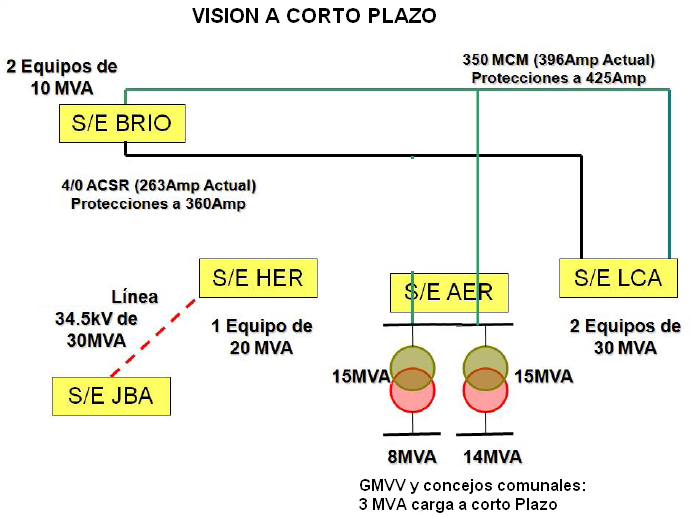 VISION A CORTO PLAZO
2 Equipos de
10 MVA
350 MCM (396Amp Actual)
Protecciones a 425Amp
S/E BRIO
4/0 ACSR (263Amp Actual)
Protecciones a 360Amp
S/E HER
S/E AER
S/E LCA
Línea
34.5kV de
30MVA
1 Equipo de
20 MVA
2 Equipos de
30 MVA
S/E JBA
15MVA
15MVA
8MVA
14MVA
GMVV y concejos comunales:
3 MVA carga a corto Plazo